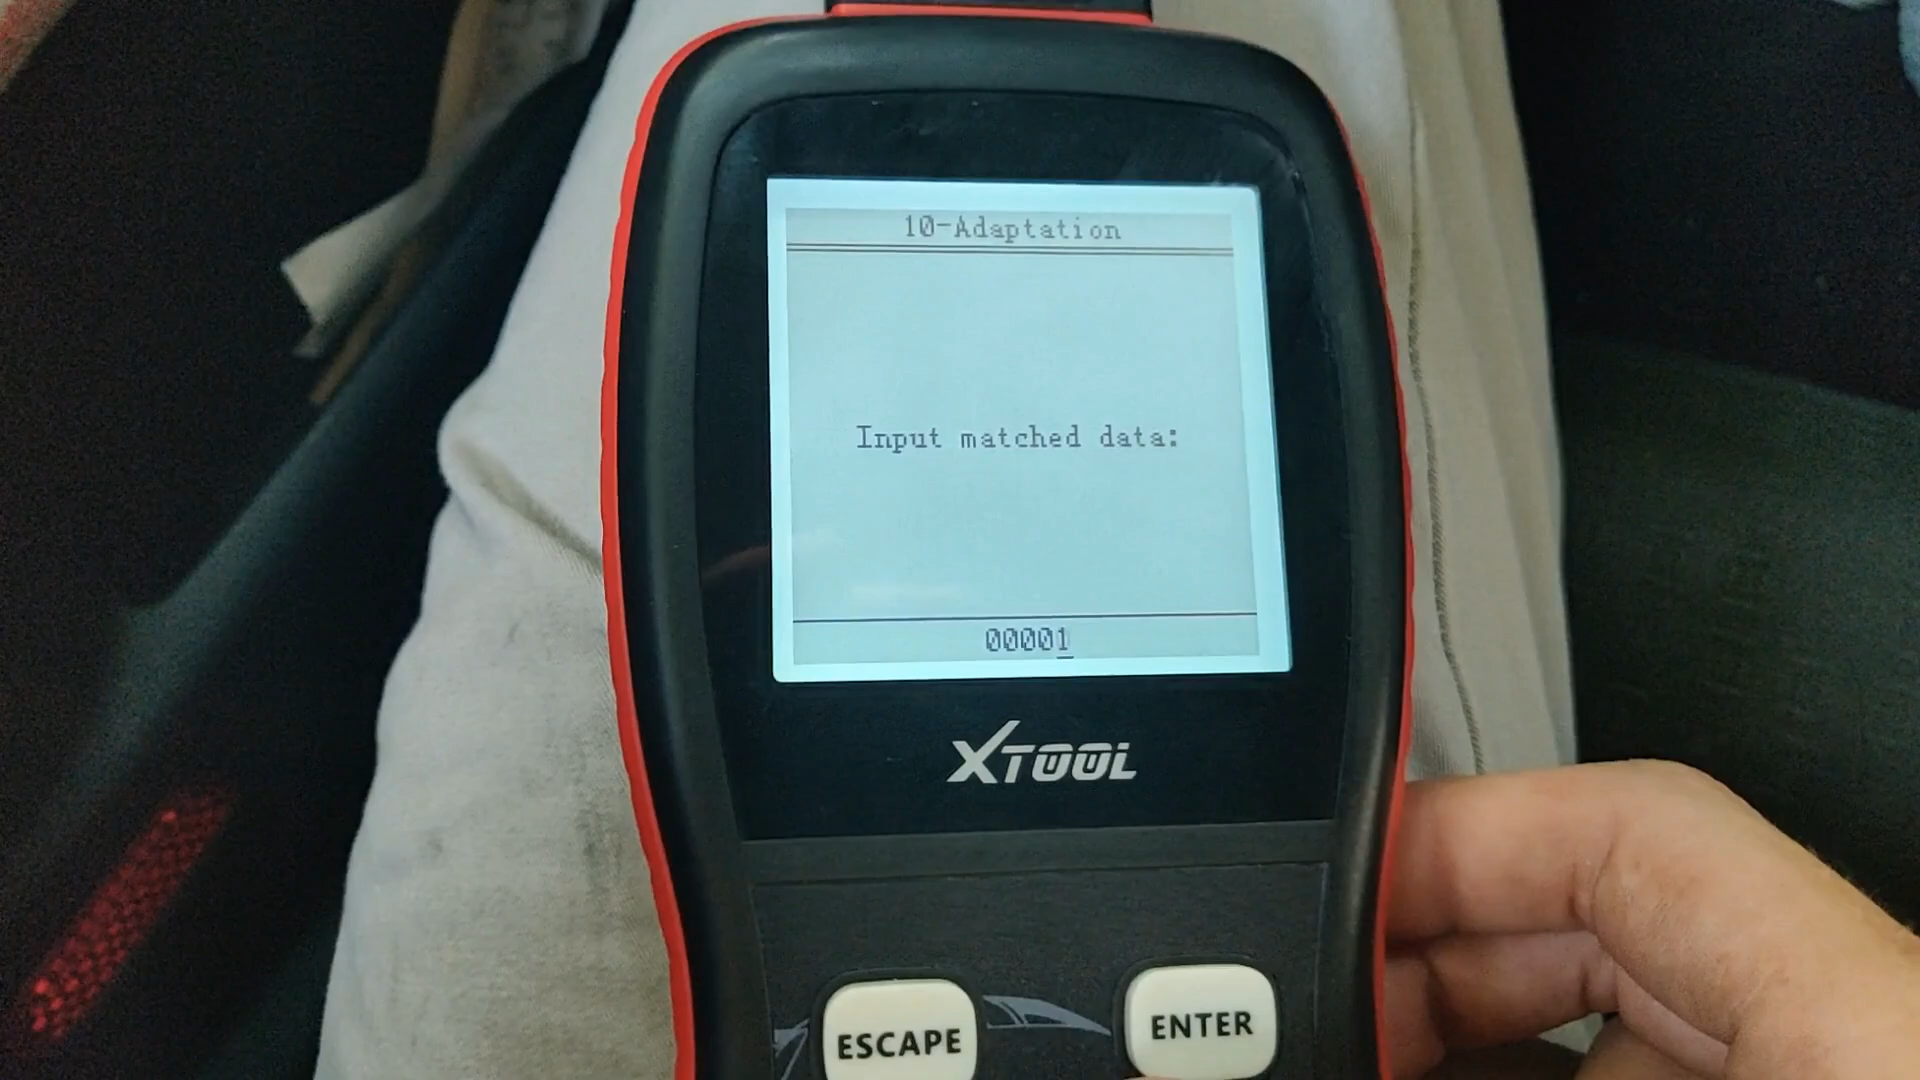 10-Adaptation
Input matched data:
00001
XTOOL
ESCAPE
ENTER